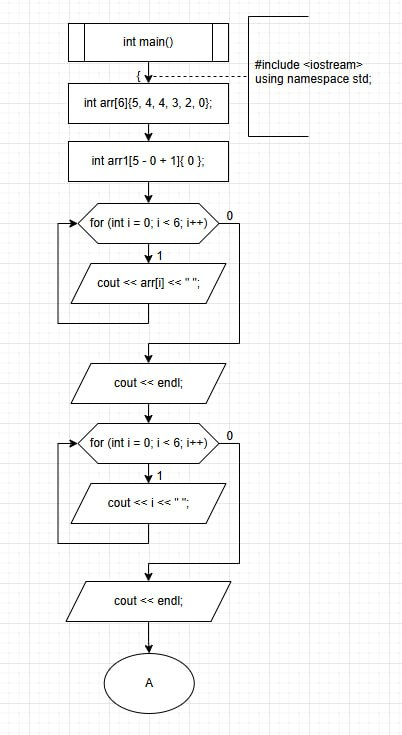 int main()
#include <iostream>
using namespace std;
{
int arr[6]{5, 4, 4, 3, 2, 0};
int arr1[5 - 0 + 1]{ 0 };
for (int i = 0; i < 6; i++)
0
1
cout << arr[i] << " ";
cout << endl;
for (int i = 0; i < 6; i++)
0
1
cout << i << " ";
cout << endl;
A